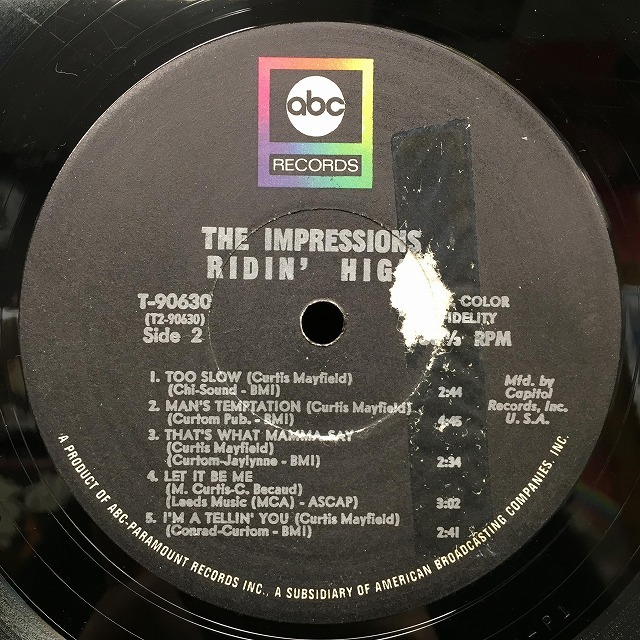 abc
RECORDS
THE IMPRESSIONS
RIDIN' HIG
T-90630
(T2-90630)
Side 2
COLOR
IDELITY
⅓ RPM
1. TOO SLOW (Curtis Mayfield)
(Chi-Sound - BMI) 2:44
2. MAN'S TEMPTATION (Curtis Mayfield)
(Curtom Pub. - BMI) 4:45
3. THAT'S WHAT MAMMA SAY
(Curtis Mayfield)
(Curtom-Jaylynne - BMI) 2:34
4. LET IT BE ME
(M. Curtis-C. Becaud)
(Leeds Music (MCA) - ASCAP) 3:02
5. I'M A TELLIN' YOU (Curtis Mayfield)
(Conrad-Curtom - BMI) 2:41
Mfd. by
Capitol
Records, Inc.
U. S. A.
A PRODUCT OF ABC-PARAMOUNT RECORDS INC., A SUBSIDIARY OF AMERICAN BROADCASTING COMPANIES, INC.